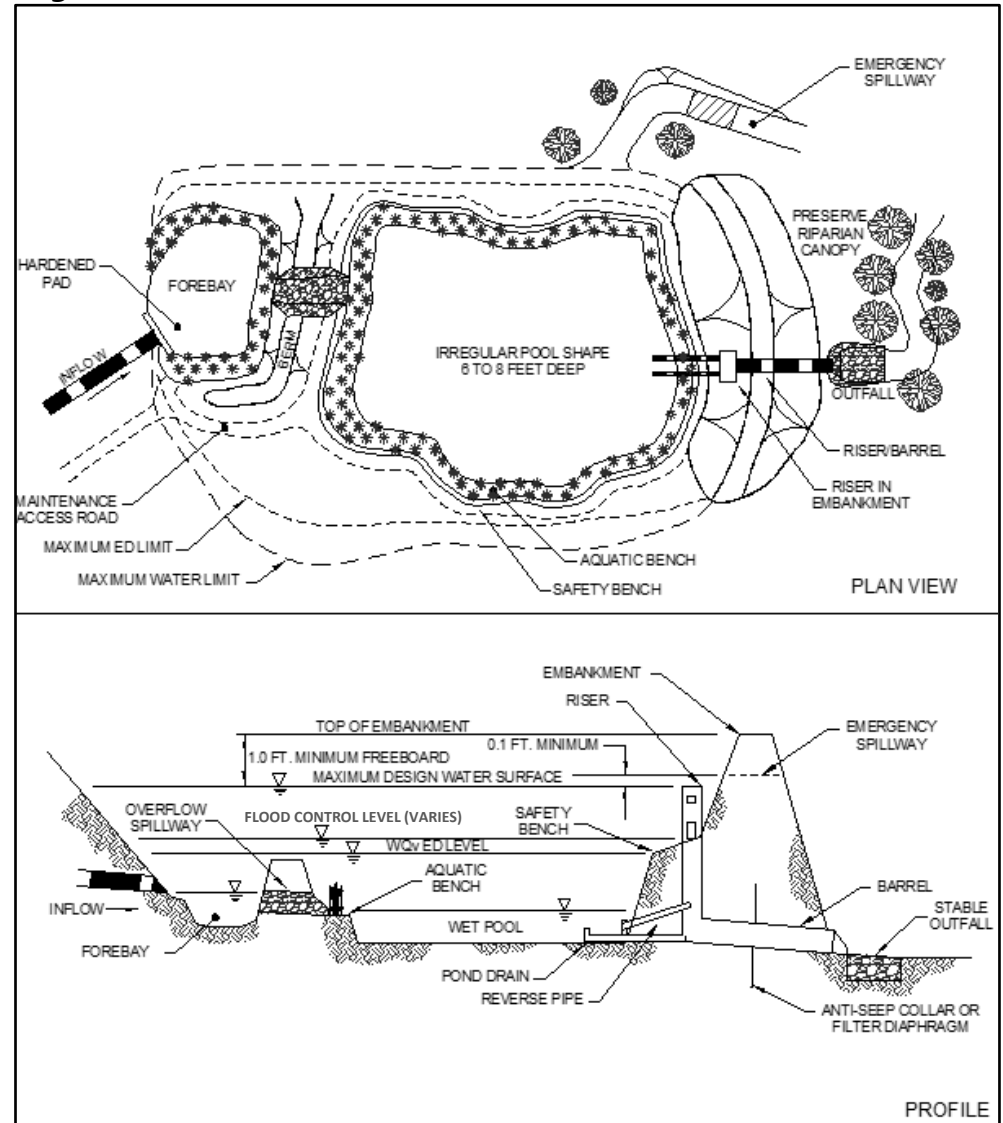 EMERGENCY
SPILLWAY
PRESERVE
RIPARIAN
CANOPY
HARDENED
PAD
FOREBAY
INFLOW
BERM
IRREGULAR POOL SHAPE
6 TO 8 FEET DEEP
OUTFALL
RISER/BARREL
RISER IN
EMBANKMENT
MAINTENANCE
ACCESS ROAD
MAXIMUM ED LIMIT
MAXIMUM WATER LIMIT
AQUATIC BENCH
SAFETY BENCH
PLAN VIEW
EMBANKMENT
RISER
TOP OF EMBANKMENT
EMERGENCY
SPILLWAY
1.0 FT. MINIMUM FREEBOARD
0.1 FT. MINIMUM
MAXIMUM DESIGN WATER SURFACE
OVERFLOW
SPILLWAY
FLOOD CONTROL LEVEL (VARIES)
SAFETY
BENCH
WQv ED LEVEL
AQUATIC
BENCH
BARREL
INFLOW
STABLE
OUTFALL
WET POOL
FOREBAY
POND DRAIN
REVERSE PIPE
ANTI-SEEP COLLAR OR
FILTER DIAPHRAGM
PROFILE